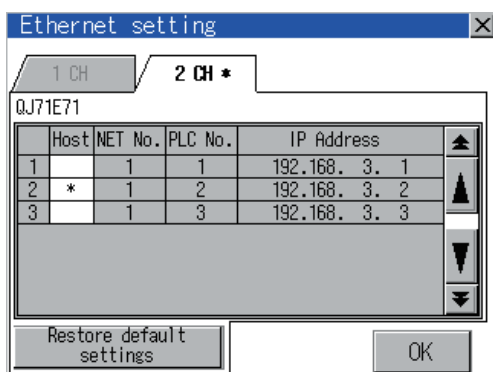 Ethernet setting
1 CH 2 CH *
QJ71E71
Host NET No. PLC No. IP Address
1 1 1 192.168. 3. 1
2 * 1 2 192.168. 3. 2
3 1 3 192.168. 3. 3
Restore default
settings
OK